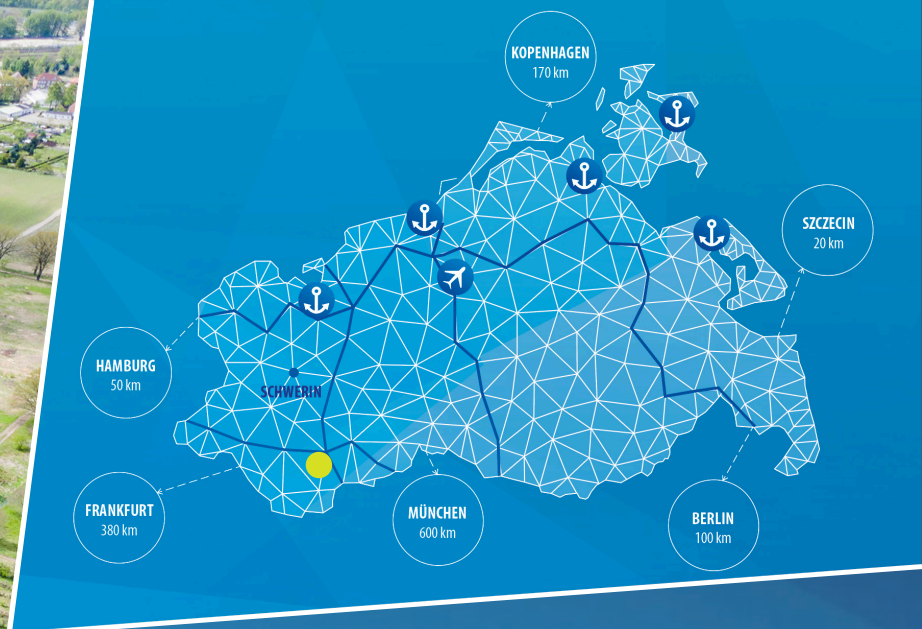 KOPENHAGEN
170 km
SZCZECIN
20 km
HAMBURG
50 km
SCHWERIN
FRANKFURT
380 km
MÜNCHEN
600 km
BERLIN
100 km